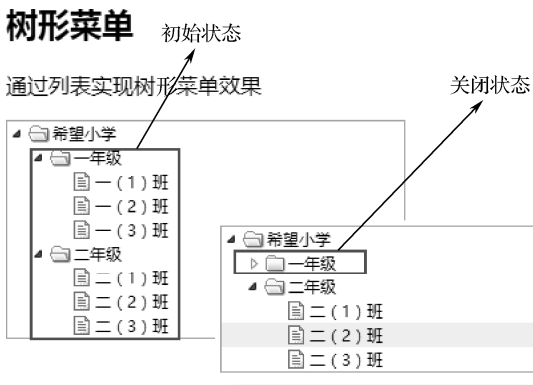 树形菜单
初始状态
通过列表实现树形菜单效果
关闭状态
希望小学
一年级
一（1）班
一（2）班
一（3）班
二年级
二（1）班
二（2）班
二（3）班
希望小学
一年级
二年级
二（1）班
二（2）班
二（3）班